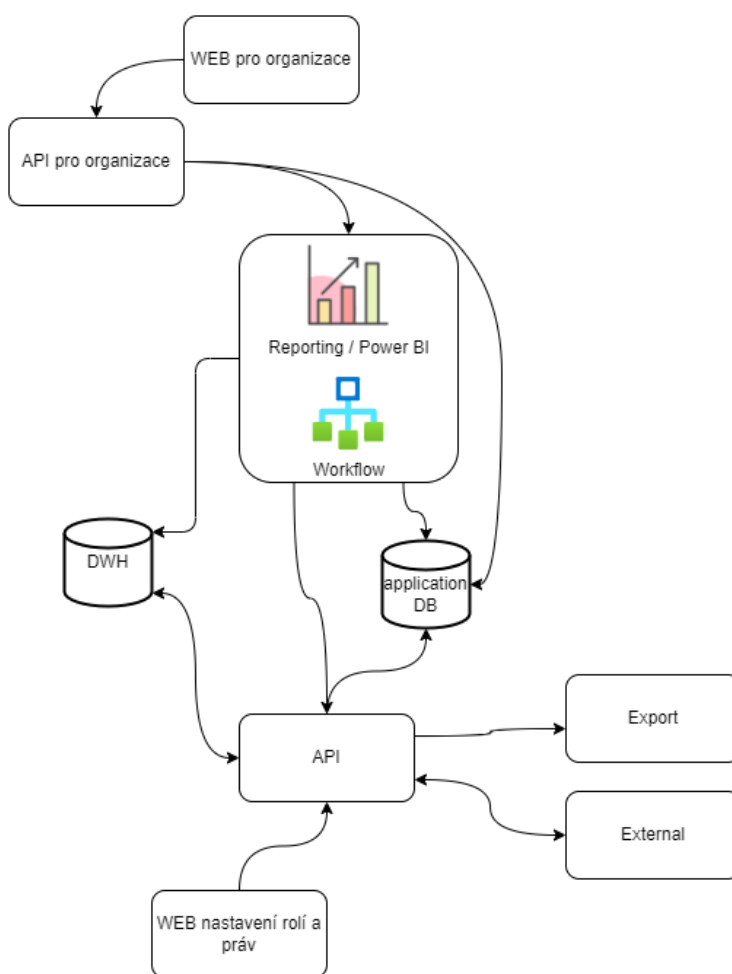 WEB pro organizace
API pro organizace
Reporting / Power BI
Workflow
DWH
application
DB
API
Export
External
WEB nastavení rolí a
práv